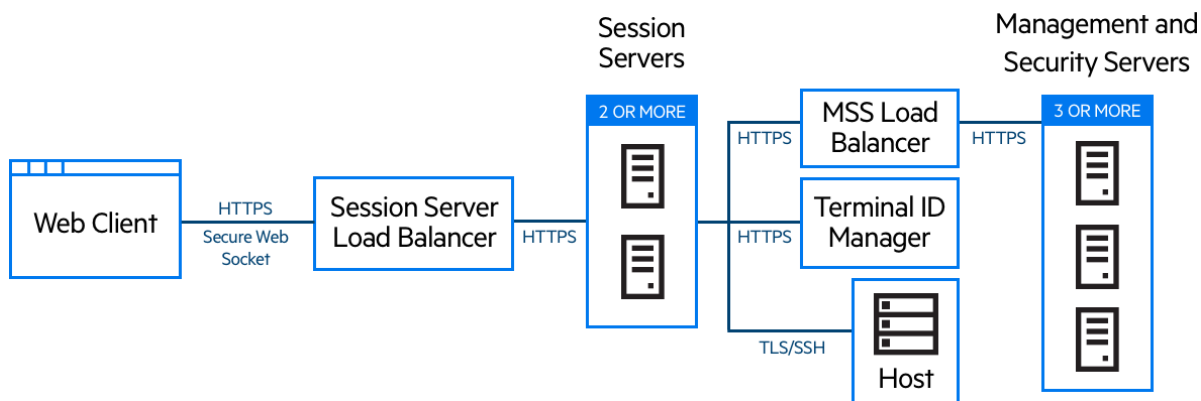 Web Client
HTTPS
Secure Web
Socket
Session Server
Load Balancer
HTTPS
Session
Servers
2 OR MORE
HTTPS
MSS Load
Balancer
HTTPS
HTTPS
Terminal ID
Manager
TLS/SSH
Host
Management and
Security Servers
3 OR MORE